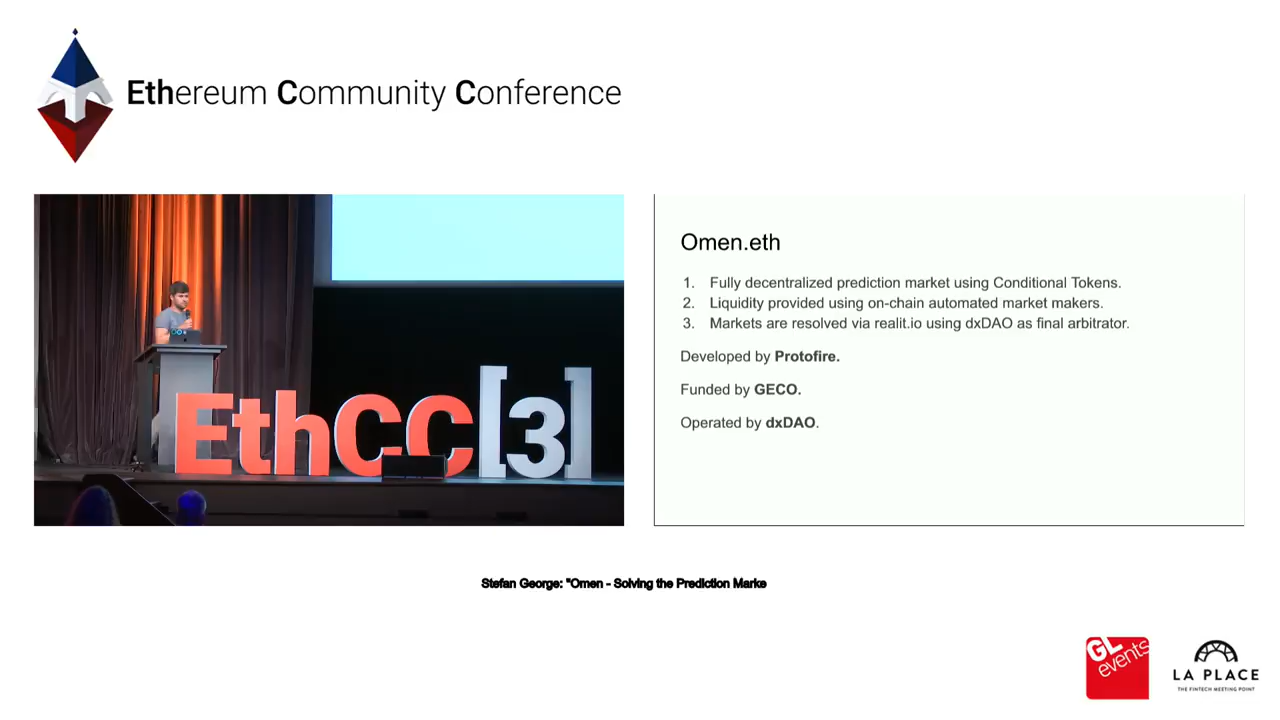 Ethereum Community Conference
EthCC[3]
Omen.eth
1. Fully decentralized prediction market using Conditional Tokens.
2. Liquidity provided using on-chain automated market makers.
3. Markets are resolved via realit.io using dxDAO as final arbitrator.
Developed by Protofire.
Funded by GECO.
Operated by dxDAO.
Stefan George: "Omen - Solving the Prediction Marke
GL events
LA PLACE
THE FINTECH MEETING POINT